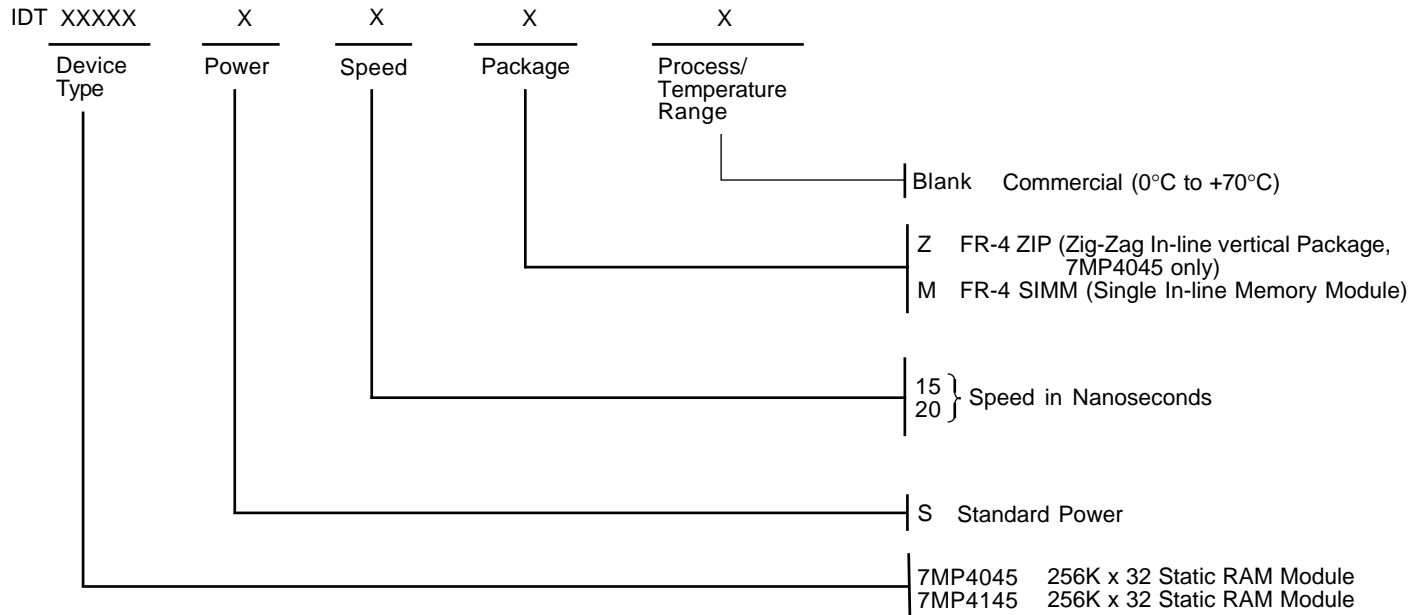 IDT XXXXX X X X X
Device Type
Power
Speed
Package
Process/
Temperature
Range
Blank Commercial (0°C to +70°C)
Z FR-4 ZIP (Zig-Zag In-line vertical Package,
7MP4045 only)
M FR-4 SIMM (Single In-line Memory Module)
15
20 } Speed in Nanoseconds
S Standard Power
7MP4045 256K x 32 Static RAM Module
7MP4145 256K x 32 Static RAM Module